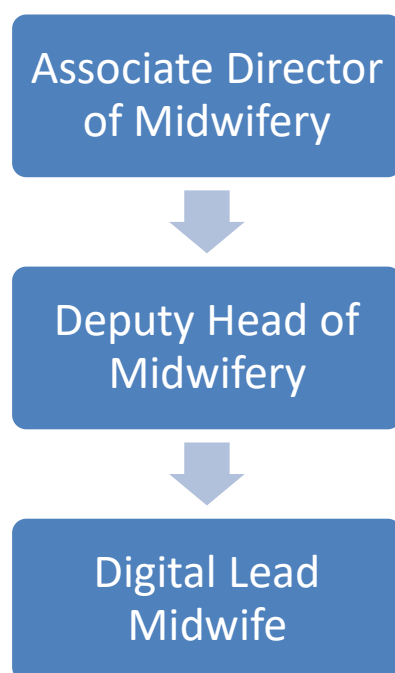 Associate Director
of Midwifery
Deputy Head of
Midwifery
Digital Lead
Midwife